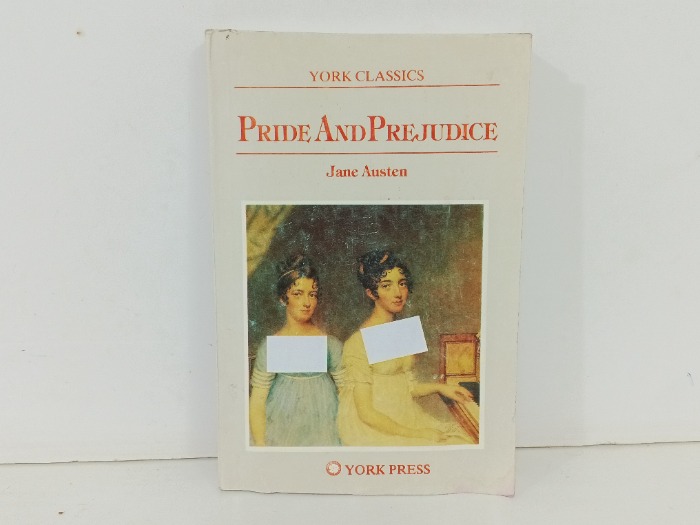 YORK CLASSICS
PRIDE AND PREJUDICE
Jane Austen
YORK PRESS